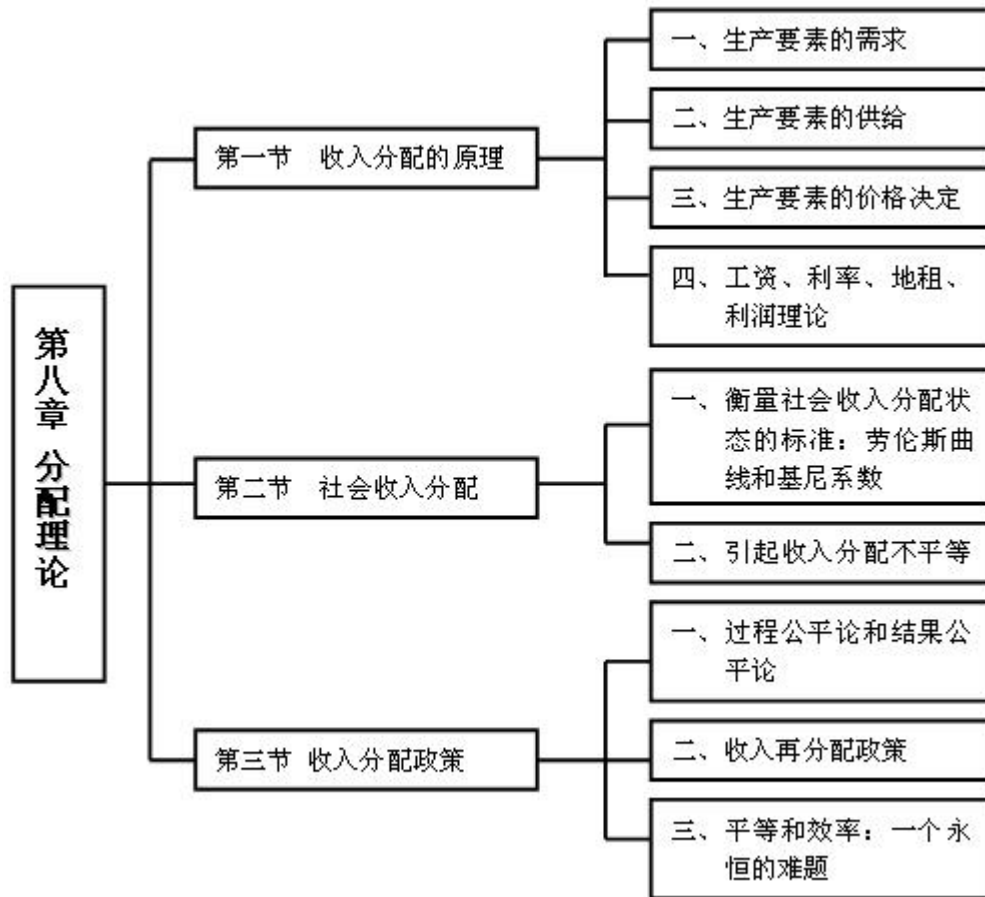 第八章 分配理论
第一节 收入分配的原理
一、生产要素的需求
二、生产要素的供给
三、生产要素的价格决定
四、工资、利率、地租、
利润理论
第二节 社会收入分配
一、衡量社会收入分配状
态的标准：劳伦斯曲
线和基尼系数
二、引起收入分配不平等
第三节 收入分配政策
一、过程公平论和结果公
平论
二、收入再分配政策
三、平等和效率：一个永
恒的难题